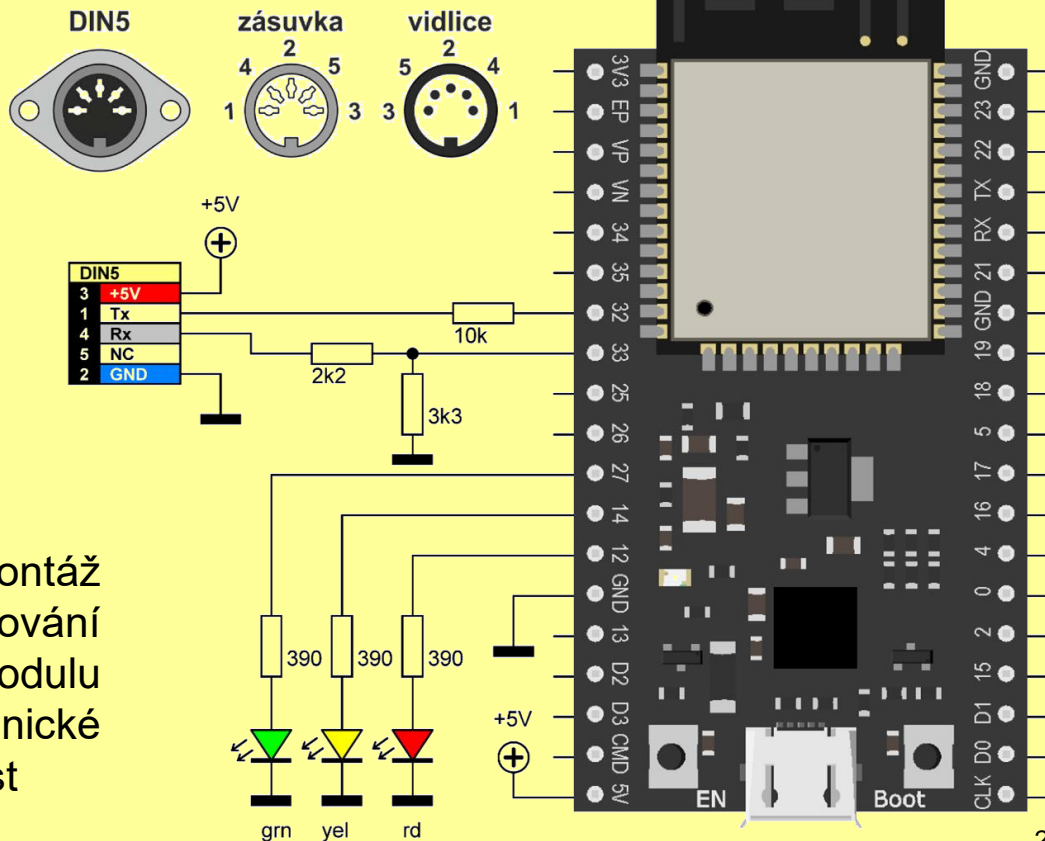 DIN5
zásuvka
vidlice
2
4 5
1 3
2
5 4
3 1
+5V
DIN5
3 +5V
1 Tx
4 Rx
5 NC
2 GND
10k
2k2
3k3
3V3
EP
VP
VN
34
35
32
33
25
26
27
14
12
GND
13
D2
D3
CMD
5V
GND
23
22
TX
RX
21
GND
19
18
5
17
16
4
0
2
15
D1
D0
CLK
ontáž
ování
odulu
nické
st
390 390 390
+5V
EN
Boot
grn yel rd